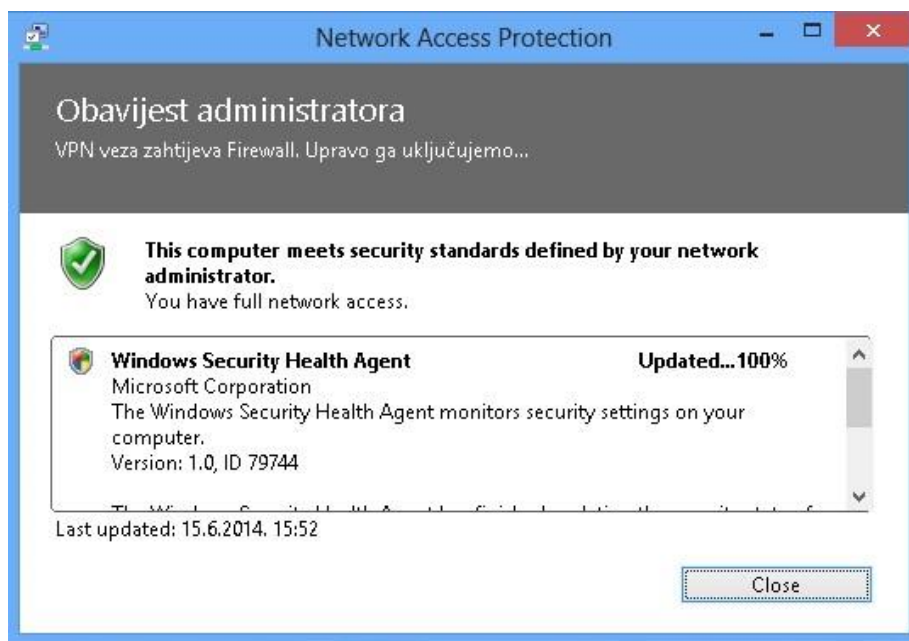 Network Access Protection
Obavijest administratora
VPN veza zahtijeva Firewall. Upravo ga uključujemo...
This computer meets security standards defined by your network
administrator.
You have full network access.
Windows Security Health Agent Updated...100%
Microsoft Corporation
The Windows Security Health Agent monitors security settings on your
computer.
Version: 1.0, ID 79744
Last updated: 15.6.2014. 15:52
Close